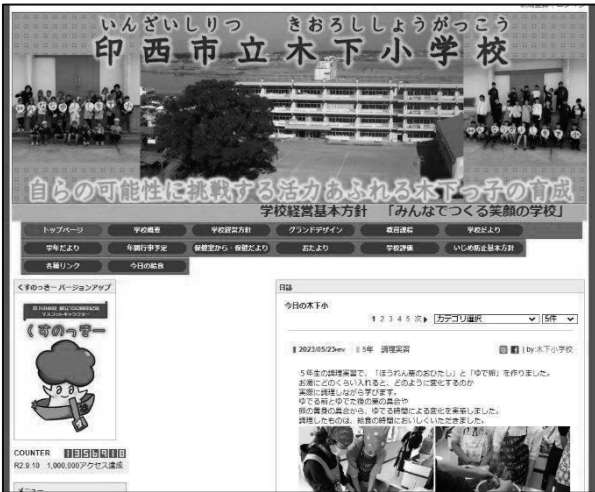 いんざいしりつ きおろししょうがっこう
印西市立木下小学校
自らの可能性に挑戦する活力あふれる木下っ子の育成
学校経営基本方針 「みんなでつくる笑顔の学校」
トップページ 学校概要 学校経営方針 グランドデザイン 教育課程 学校だより
学年だより 年間行事予定 保健室から・保健だより おたより 学校評価 いじめ防止基本方針
各種リンク 今日の給食
くすのっきー バージョンアップ
マスコットキャラクター
くすのっきー
COUNTER
R2.9.10 1,000,000アクセス達成
メニュー
日誌
今日の木下小
1 2 3 4 5 次 カテゴリ選択 5件
2023/05/23 5年 調理実習 by:木下小学校
5年生の調理実習で、「ほうれん草のおひたし」と「ゆで卵」を作りました。
お湯にどのくらい入れると、どのように変化するのか
実際に調理しながら学びます。
ゆでる前とゆでた後の葉の具合や
卵の黄身の具合から、ゆでる時間による変化を実感しました。
調理したものは、給食の時間においしくいただきました。